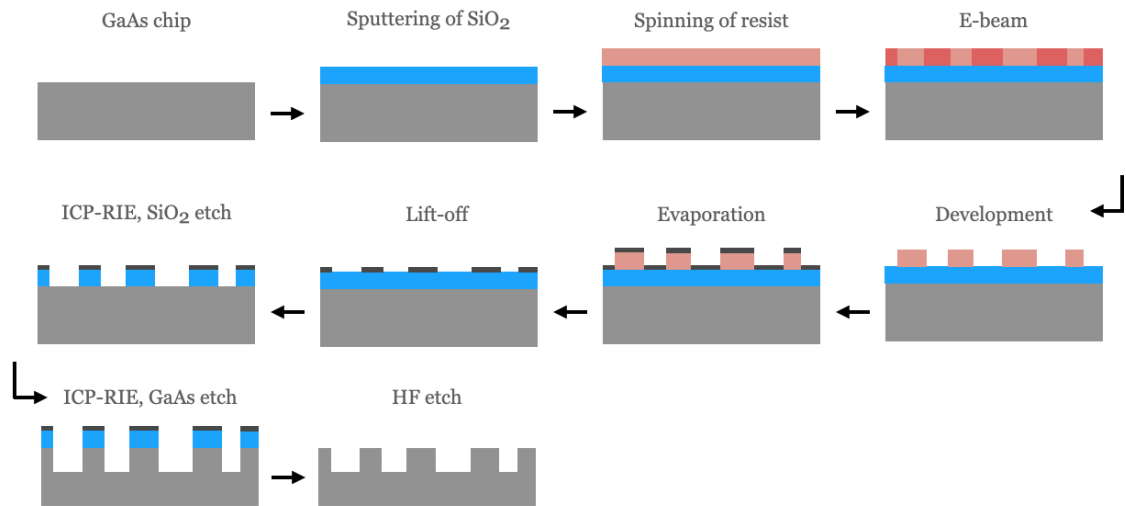 GaAs chip
Sputtering of SiO₂
Spinning of resist
E-beam
ICP-RIE, SiO₂ etch
Lift-off
Evaporation
Development
ICP-RIE, GaAs etch
HF etch